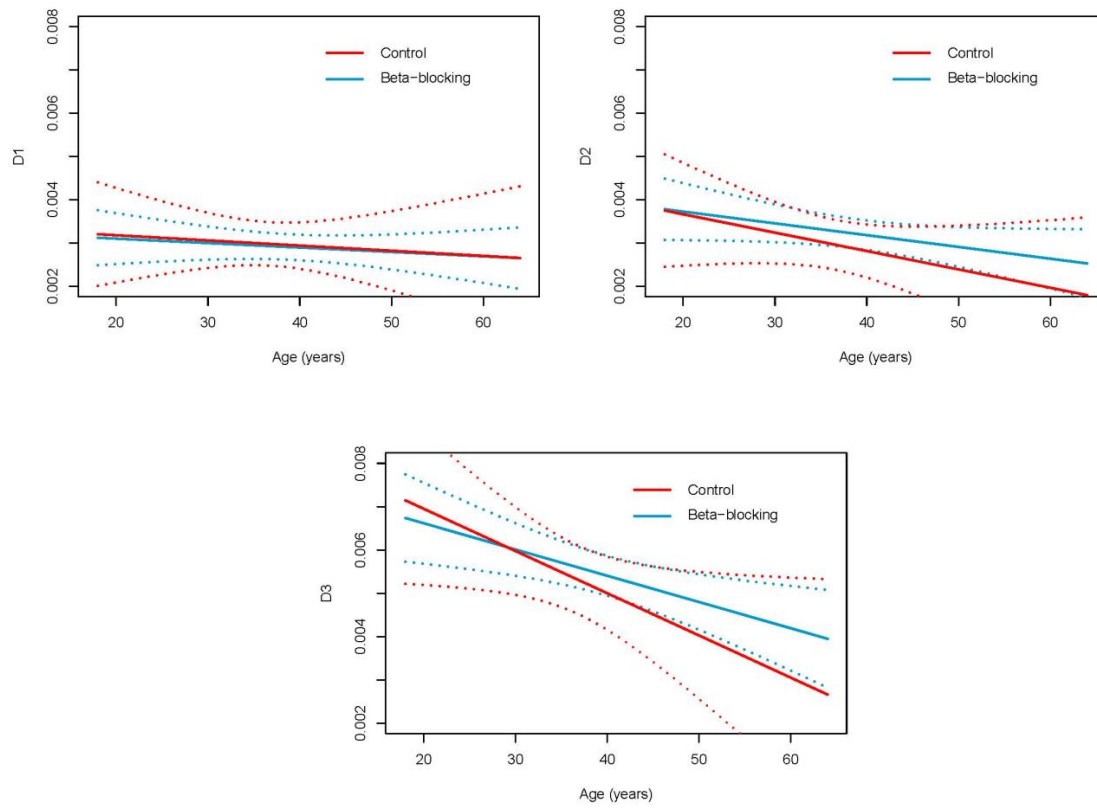 D1
0.002 0.004 0.006 0.008
Control
Beta-blocking
20 30 40 50 60
Age (years)
D2
0.002 0.004 0.006 0.008
Control
Beta-blocking
20 30 40 50 60
Age (years)
D3
0.002 0.004 0.006 0.008
Control
Beta-blocking
20 30 40 50 60
Age (years)